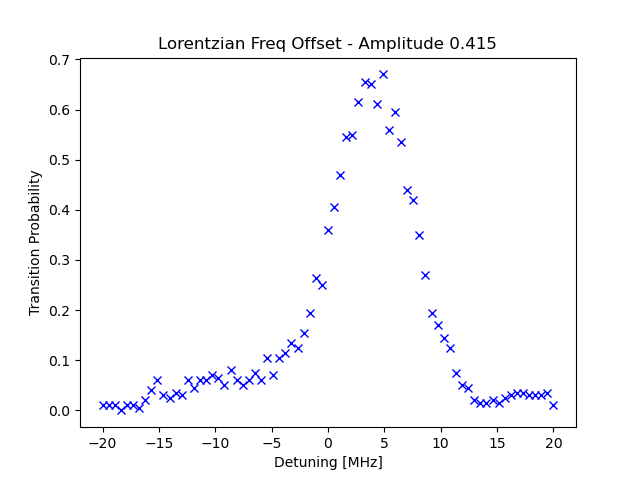 Lorentzian Freq Offset - Amplitude 0.415
Transition Probability
0.7
0.6
0.5
0.4
0.3
0.2
0.1
0.0
−20 −15 −10 −5 0 5 10 15 20
Detuning [MHz]